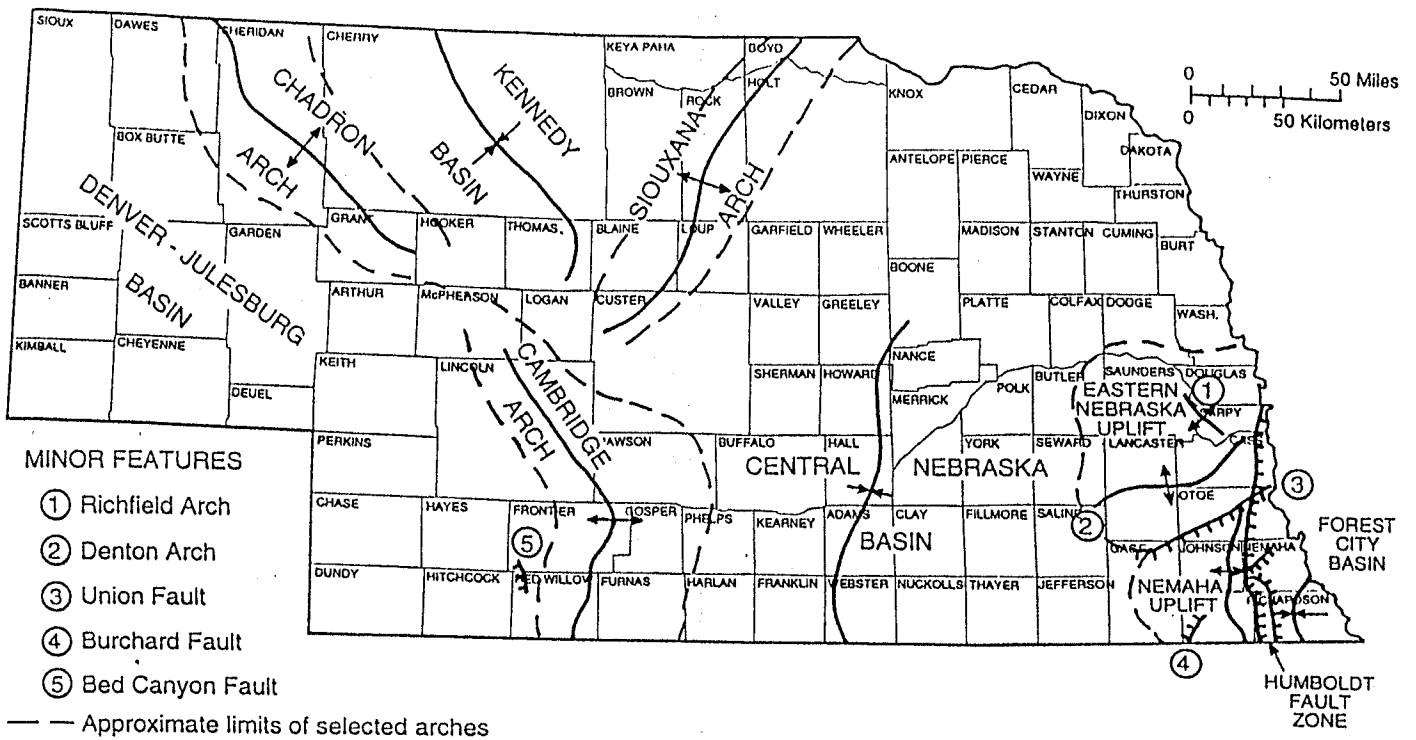 SIOUX
DAWES
SHERIDAN
CHERRY
KEYA PAHA
BOYD
HOLT
BROWN
ROCK
KNOX
CEDAR
DIXON
DAKOTA
0 50 Miles
0 50 Kilometers
CHADRON
ARCH
KENNEDY
BASIN
SIOUXANA
ARCH
BOX BUTTE
ANTELOPE
PIERCE
WAYNE
THURSTON
DENVER - JULESBURG
BASIN
SCOTTS BLUFF
GARDEN
GRANT
HOOKER
THOMAS
BLAINE
LOUP
GARFIELD
WHEELER
MADISON
STANTON
CUMING
BURT
BANNER
ARTHUR
McPHERSON
LOGAN
CUSTER
VALLEY
GREELEY
BOONE
PLATTE
COLFAX
DODGE
WASH.
KIMBALL
CHEYENNE
DEUEL
KEITH
LINCOLN
CAMBRIDGE
ARCH
SHERMAN
HOWARD
NANCE
MERRICK
POLK
BUTLER
SAUNDERS
DOUGLAS
1
EASTERN
NEBRASKA
UPLIFT
SARPY
CASS
PERKINS
DAWSON
BUFFALO
HALL
YORK
SEWARD
LANCASTER
CENTRAL NEBRASKA
BASIN
OTOE
3
2
CHASE
HAYES
FRONTIER
GOSPER
PHELPS
KEARNEY
ADAMS
CLAY
FILLMORE
SALINE
GAGE
JOHNSON
NEMAHA
FOREST
CITY
BASIN
5
DUNDY
HITCHCOCK
RED WILLOW
FURNAS
HARLAN
FRANKLIN
WEBSTER
NUCKOLLS
THAYER
JEFFERSON
NEMAHA
UPLIFT
RICHARDSON
4
HUMBOLDT
FAULT
ZONE
MINOR FEATURES
1 Richfield Arch
2 Denton Arch
3 Union Fault
4 Burchard Fault
5 Bed Canyon Fault
Approximate limits of selected arches